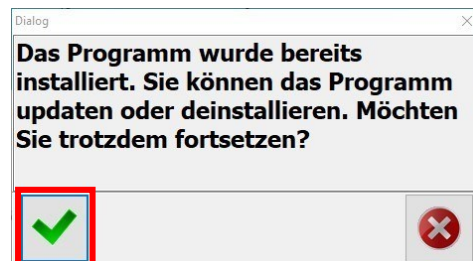 Dialog
Das Programm wurde bereits
installiert. Sie können das Programm
updaten oder deinstallieren. Möchten
Sie trotzdem fortsetzen?